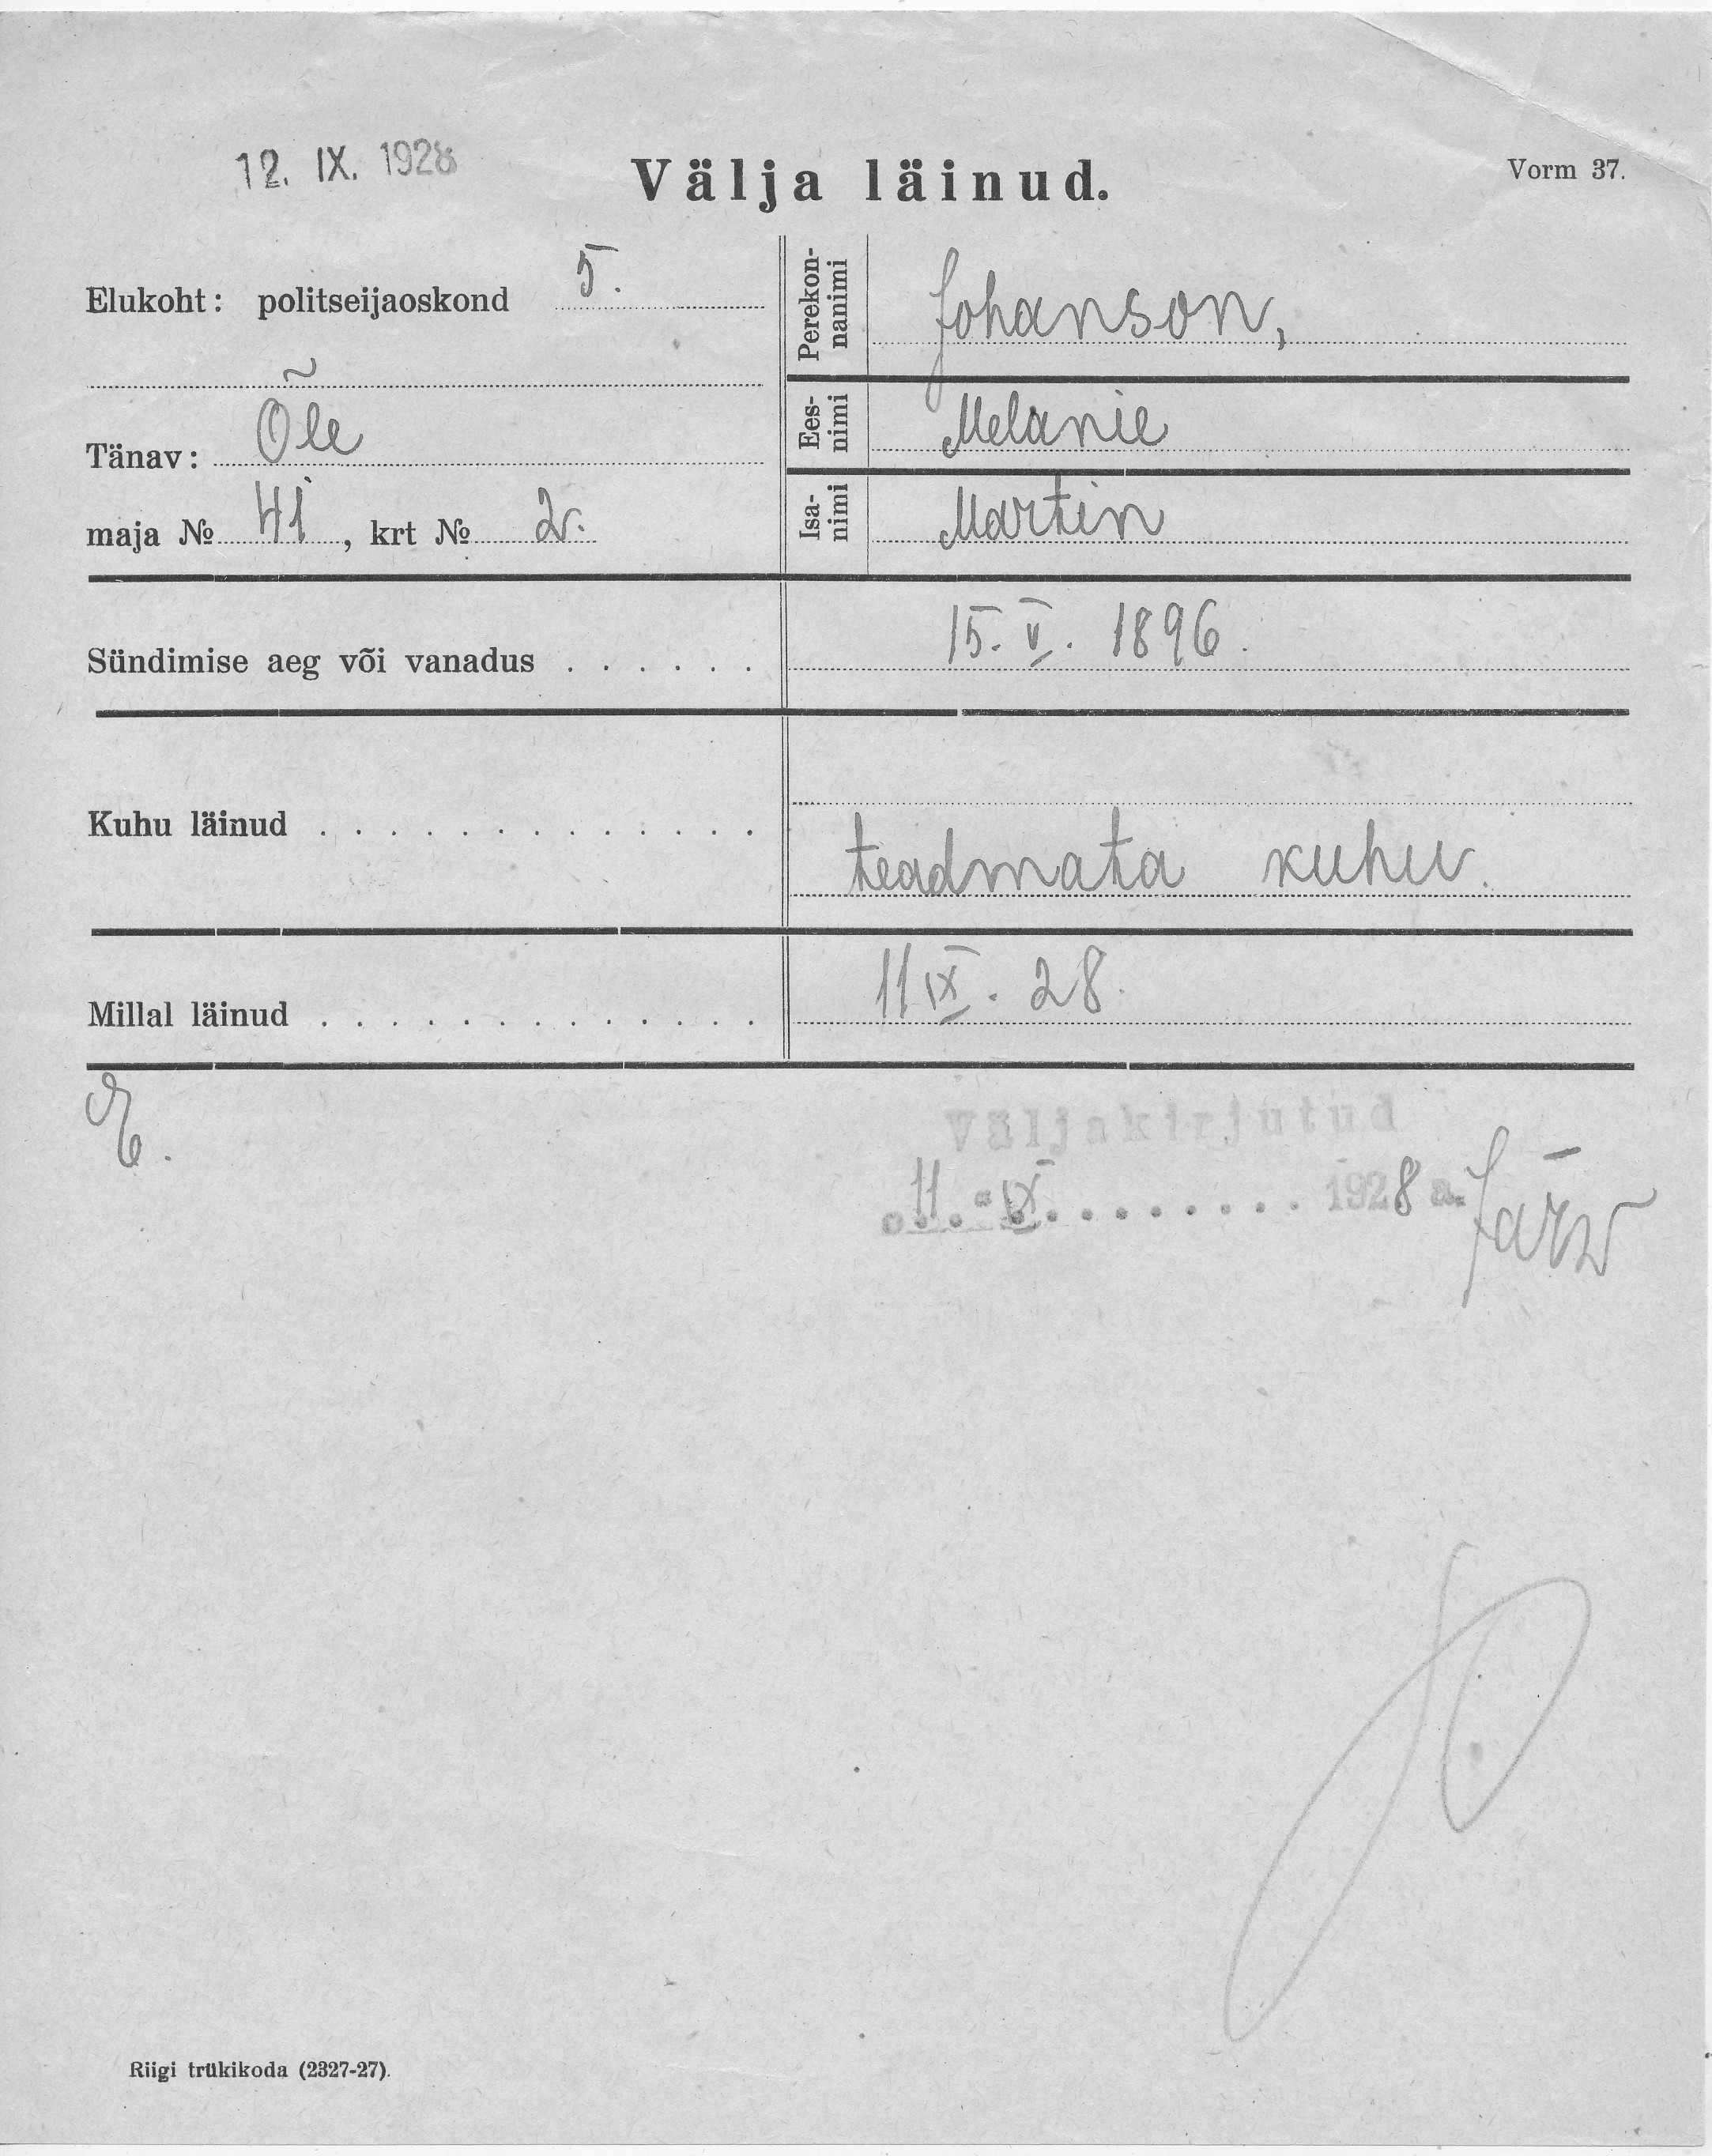 12. IX. 1928
Välja läinud.
Vorm 37.
Elukoht: politseijaoskond 5.
Tänav: Õle
maja № 41, krt № 2.
Perekon-
nanimi
Johanson,
Ees-
nimi
Melanie
Isa-
nimi
Martin
Sündimise aeg või vanadus . . . . . . 15. V. 1896.
Kuhu läinud . . . . . . . . . . . . . teadmata kuhu.
Millal läinud . . . . . . . . . . . . . 11 IX. 28.
Väljakirjutud
11. IX . . . . . . . . 1928 a. Järv
Riigi trükikoda (2327-27).